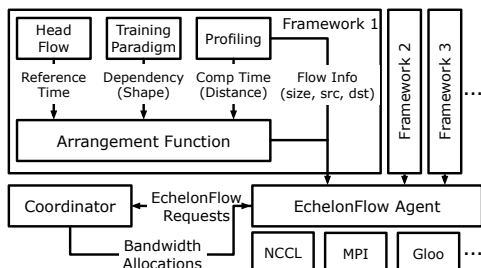 Framework 1
Head
Flow
Training
Paradigm
Profiling
Reference
Time
Dependency
(Shape)
Comp Time
(Distance)
Flow Info
(size, src, dst)
Arrangement Function
Framework 2
Framework 3
...
Coordinator
EchelonFlow
Requests
EchelonFlow Agent
Bandwidth
Allocations
NCCL
MPI
Gloo
...